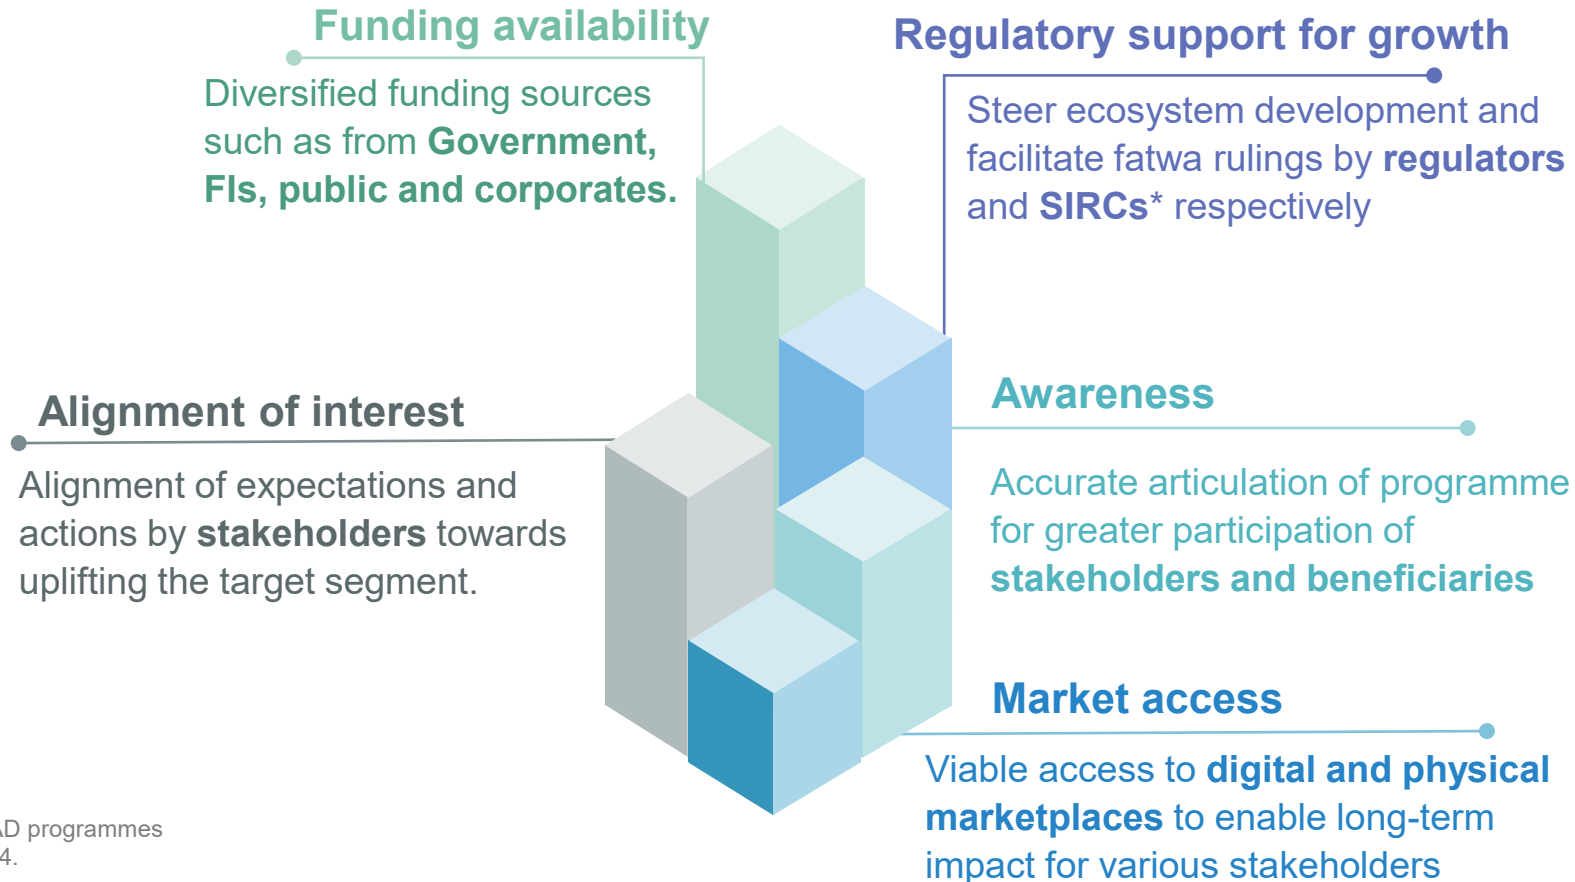 Funding availability
Diversified funding sources
such as from Government,
FIs, public and corporates.
Regulatory support for growth
Steer ecosystem development and
facilitate fatwa rulings by regulators
and SIRCs* respectively
Alignment of interest
Alignment of expectations and
actions by stakeholders towards
uplifting the target segment.
Awareness
Accurate articulation of programme
for greater participation of
stakeholders and beneficiaries
Market access
Viable access to digital and physical
marketplaces to enable long-term
impact for various stakeholders
programmes
4.